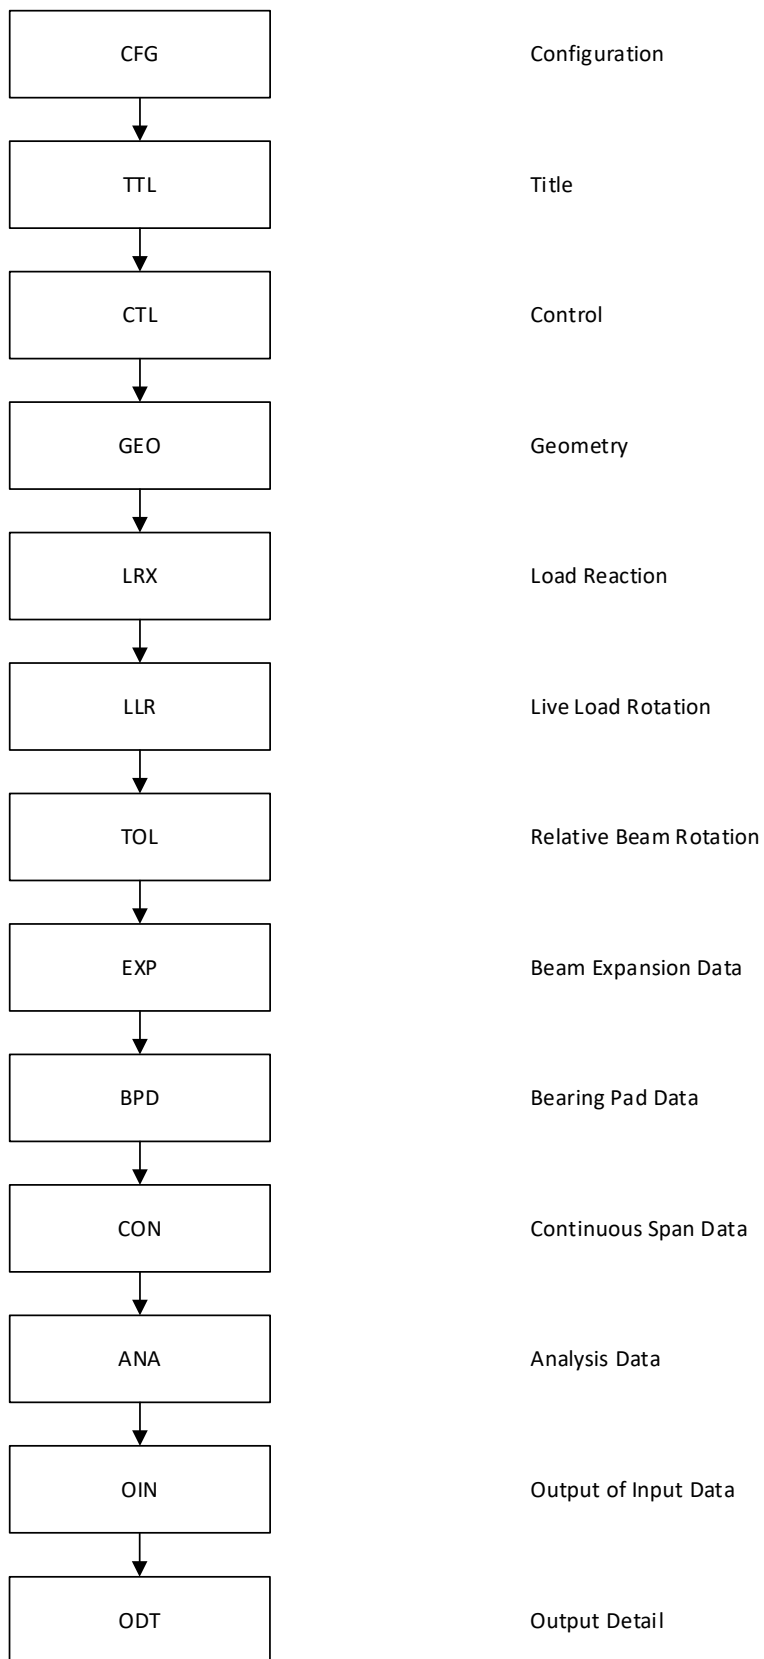 CFG Configuration
TTL Title
CTL Control
GEO Geometry
LRX Load Reaction
LLR Live Load Rotation
TOL Relative Beam Rotation
EXP Beam Expansion Data
BPD Bearing Pad Data
CON Continuous Span Data
ANA Analysis Data
OIN Output of Input Data
ODT Output Detail